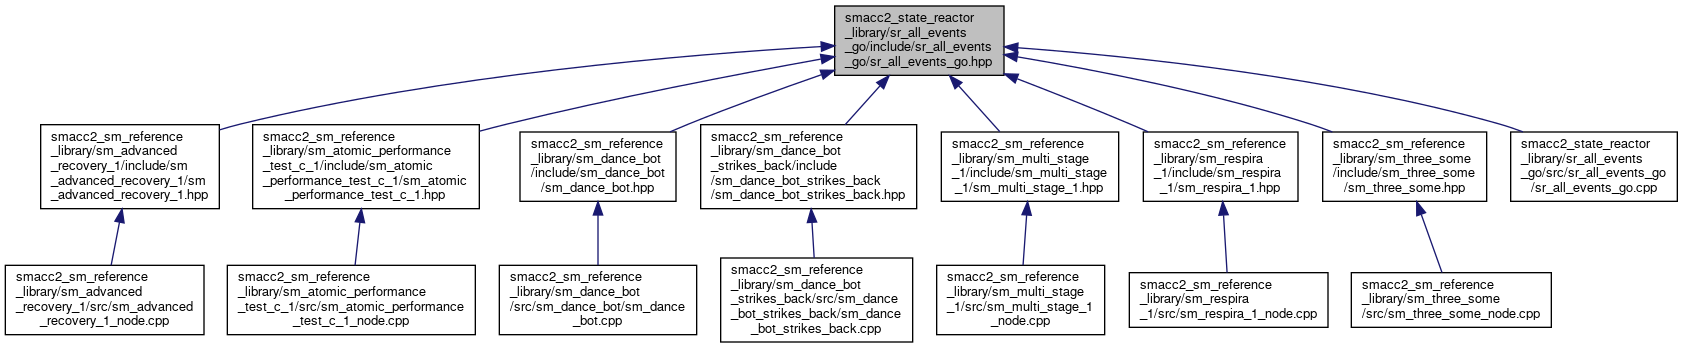 smacc2_state_reactor
_library/sr_all_events
_go/include/sr_all_events
_go/sr_all_events_go.hpp
smacc2_sm_reference
_library/sm_advanced
_recovery_1/include/sm
_advanced_recovery_1/sm
_advanced_recovery_1.hpp
smacc2_sm_reference
_library/sm_atomic_performance
_test_c_1/include/sm_atomic
_performance_test_c_1/sm_atomic
_performance_test_c_1.hpp
smacc2_sm_reference
_library/sm_dance_bot
/include/sm_dance_bot
/sm_dance_bot.hpp
smacc2_sm_reference
_library/sm_dance_bot
_strikes_back/include
/sm_dance_bot_strikes_back
/sm_dance_bot_strikes_back.hpp
smacc2_sm_reference
_library/sm_multi_stage
_1/include/sm_multi_stage
_1/sm_multi_stage_1.hpp
smacc2_sm_reference
_library/sm_respira
_1/include/sm_respira
_1/sm_respira_1.hpp
smacc2_sm_reference
_library/sm_three_some
/include/sm_three_some
/sm_three_some.hpp
smacc2_state_reactor
_library/sr_all_events
_go/src/sr_all_events_go
/sr_all_events_go.cpp
smacc2_sm_reference
_library/sm_advanced
_recovery_1/src/sm_advanced
_recovery_1_node.cpp
smacc2_sm_reference
_library/sm_atomic_performance
_test_c_1/src/sm_atomic_performance
_test_c_1_node.cpp
smacc2_sm_reference
_library/sm_dance_bot
/src/sm_dance_bot/sm_dance
_bot.cpp
smacc2_sm_reference
_library/sm_dance_bot
_strikes_back/src/sm_dance
_bot_strikes_back/sm_dance
_bot_strikes_back.cpp
smacc2_sm_reference
_library/sm_multi_stage
_1/src/sm_multi_stage_1
_node.cpp
smacc2_sm_reference
_library/sm_respira
_1/src/sm_respira_1_node.cpp
smacc2_sm_reference
_library/sm_three_some
/src/sm_three_some_node.cpp